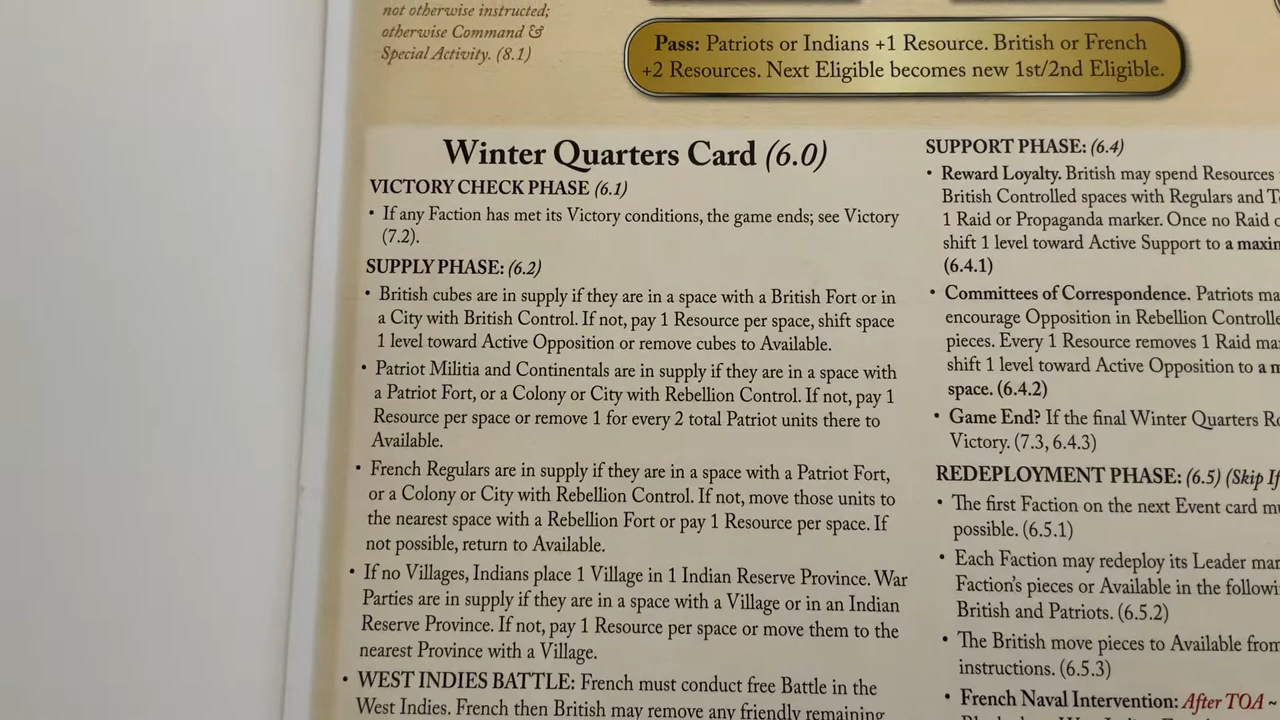 not otherwise instructed;
otherwise Command &
Special Activity. (8.1)
Pass: Patriots or Indians +1 Resource. British or French
+2 Resources. Next Eligible becomes new 1st/2nd Eligible.
Winter Quarters Card (6.0)
VICTORY CHECK PHASE (6.1)
• If any Faction has met its Victory conditions, the game ends; see Victory
(7.2).
SUPPLY PHASE: (6.2)
• British cubes are in supply if they are in a space with a British Fort or in
a City with British Control. If not, pay 1 Resource per space, shift space
1 level toward Active Opposition or remove cubes to Available.
• Patriot Militia and Continentals are in supply if they are in a space with
a Patriot Fort, or a Colony or City with Rebellion Control. If not, pay 1
Resource per space or remove 1 for every 2 total Patriot units there to
Available.
• French Regulars are in supply if they are in a space with a Patriot Fort,
or a Colony or City with Rebellion Control. If not, move those units to
the nearest space with a Rebellion Fort or pay 1 Resource per space. If
not possible, return to Available.
• If no Villages, Indians place 1 Village in 1 Indian Reserve Province. War
Parties are in supply if they are in a space with a Village or in an Indian
Reserve Province. If not, pay 1 Resource per space or move them to the
nearest Province with a Village.
• WEST INDIES BATTLE: French must conduct free Battle in the
West Indies. French then British may remove any friendly remaining
SUPPORT PHASE: (6.4)
• Reward Loyalty. British may spend Resources
British Controlled spaces with Regulars and
1 Raid or Propaganda marker. Once no Raid
shift 1 level toward Active Support to a
(6.4.1)
• Committees of Correspondence. Patriots
encourage Opposition in Rebellion
pieces. Every 1 Resource removes 1 Raid
shift 1 level toward Active Opposition to a
space. (6.4.2)
• Game End? If the final Winter Quarters
Victory. (7.3, 6.4.3)
REDEPLOYMENT PHASE: (6.5) (Skip If
• The first Faction on the next Event card
possible. (6.5.1)
• Each Faction may redeploy its Leader
Faction's pieces or Available in the
British and Patriots. (6.5.2)
• The British move pieces to Available from
instructions. (6.5.3)
• French Naval Intervention: After TOA ~